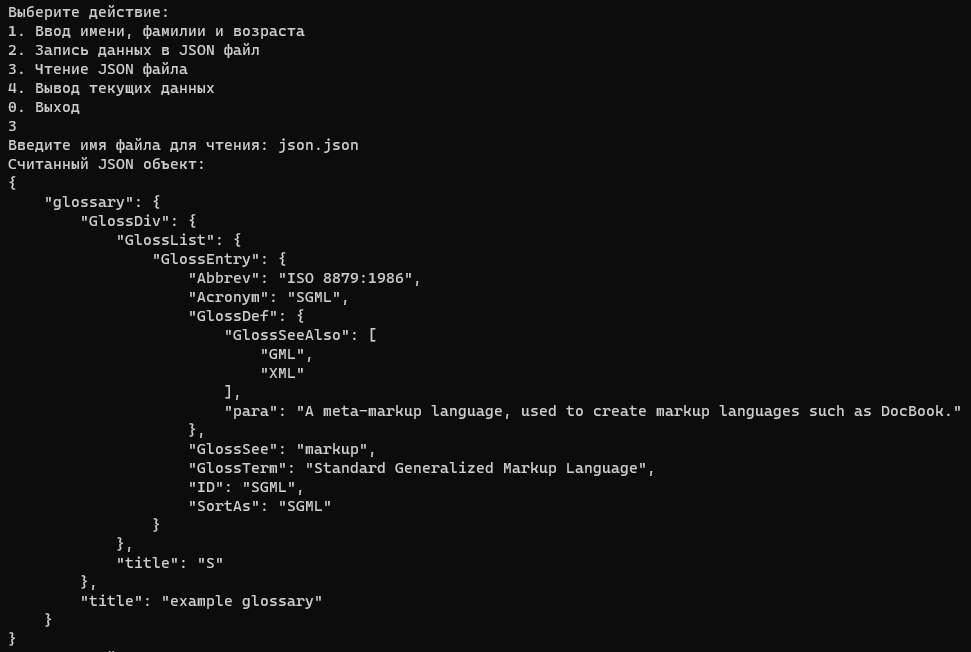 Выберите действие:
1. Ввод имени, фамилии и возраста
2. Запись данных в JSON файл
3. Чтение JSON файла
4. Вывод текущих данных
0. Выход
3
Введите имя файла для чтения: json.json
Считанный JSON объект:
{
    "glossary": {
        "GlossDiv": {
            "GlossList": {
                "GlossEntry": {
                    "Abbrev": "ISO 8879:1986",
                    "Acronym": "SGML",
                    "GlossDef": {
                        "GlossSeeAlso": [
                            "GML",
                            "XML"
                        ],
                        "para": "A meta-markup language, used to create markup languages such as DocBook."
                    },
                    "GlossSee": "markup",
                    "GlossTerm": "Standard Generalized Markup Language",
                    "ID": "SGML",
                    "SortAs": "SGML"
                }
            },
            "title": "S"
        },
        "title": "example glossary"
    }
}